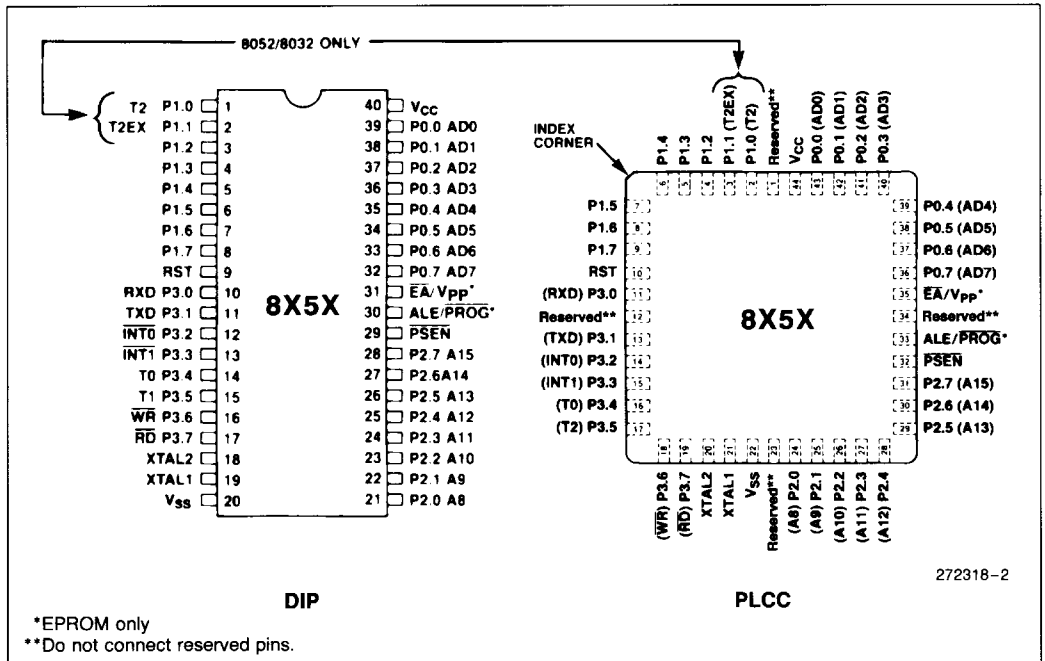 8052/8032 ONLY
T2 P1.0 1
T2EX P1.1 2
P1.2 3
P1.3 4
P1.4 5
P1.5 6
P1.6 7
P1.7 8
RST 9
RXD P3.0 10
TXD P3.1 11
INT0 P3.2 12
INT1 P3.3 13
T0 P3.4 14
T1 P3.5 15
WR P3.6 16
RD P3.7 17
XTAL2 18
XTAL1 19
VSS 20
8X5X
40 VCC
39 P0.0 AD0
38 P0.1 AD1
37 P0.2 AD2
36 P0.3 AD3
35 P0.4 AD4
34 P0.5 AD5
33 P0.6 AD6
32 P0.7 AD7
31 EA/VPP*
30 ALE/PROG*
29 PSEN
28 P2.7 A15
27 P2.6A14
26 P2.5 A13
25 P2.4 A12
24 P2.3 A11
23 P2.2 A10
22 P2.1 A9
21 P2.0 A8
DIP
INDEX
CORNER
P1.4 6
P1.3 5
P1.2 4
P1.1 (T2EX) 3
P1.0 (T2) 2
Reserved** 1
VCC 44
P0.0 (AD0) 43
P0.1 (AD1) 42
P0.2 (AD2) 41
P0.3 (AD3) 40
P1.5 7
P1.6 8
P1.7 9
RST 10
(RXD) P3.0 11
Reserved** 12
(TXD) P3.1 13
(INT0) P3.2 14
(INT1) P3.3 15
(T0) P3.4 16
(T2) P3.5 17
8X5X
39 P0.4 (AD4)
38 P0.5 (AD5)
37 P0.6 (AD6)
36 P0.7 (AD7)
35 EA/VPP*
34 Reserved**
33 ALE/PROG*
32 PSEN
31 P2.7 (A15)
30 P2.6 (A14)
29 P2.5 (A13)
18 (WR) P3.6
19 (RD) P3.7
20 XTAL2
21 XTAL1
22 VSS
23 Reserved**
24 (A8) P2.0
25 (A9) P2.1
26 (A10) P2.2
27 (A11) P2.3
28 (A12) P2.4
PLCC
272318-2
*EPROM only
**Do not connect reserved pins.